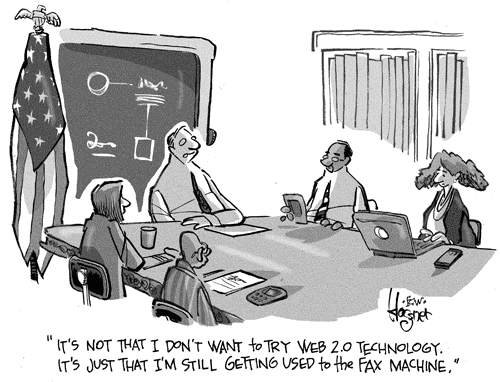 E.W.
"IT'S NOT THAT I DON'T WANT to TRY WEB 2.0 TECHNOLOGY.
IT'S JUST THAT I'M STILL GETTING USED to the FAX MACHINE."